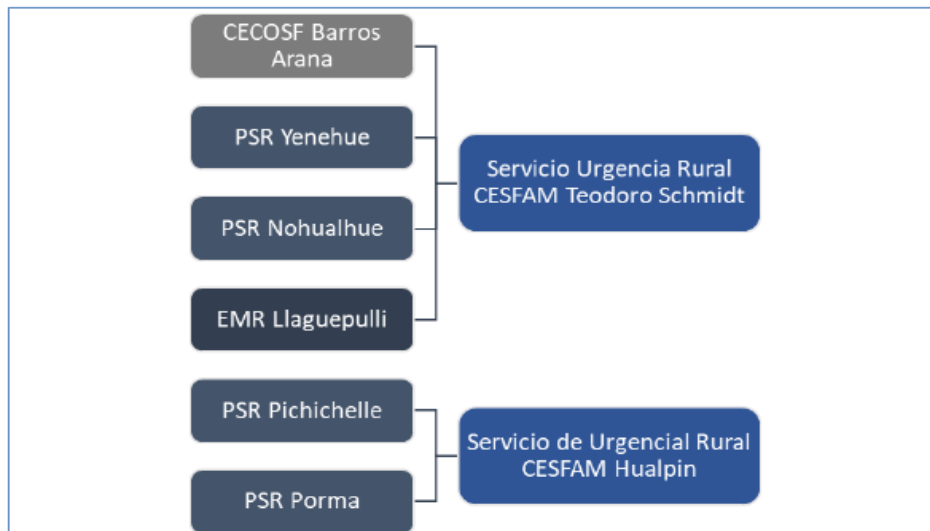 CECOSF Barros
Arana
PSR Yenehue
Servicio Urgencia Rural
CESFAM Teodoro Schmidt
PSR Nohualhue
EMR Llaguepulli
PSR Pichichelle
Servicio de Urgencial Rural
CESFAM Hualpin
PSR Porma